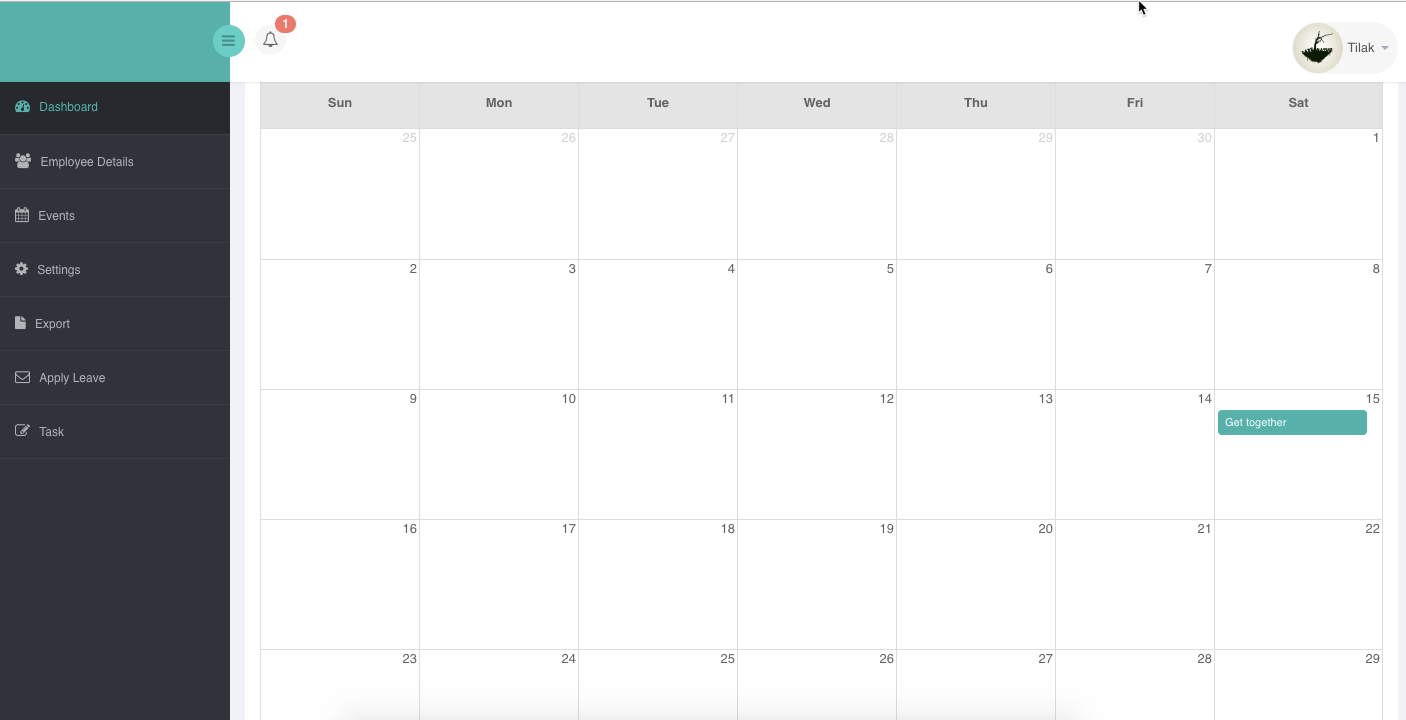 1
Tilak
Dashboard
Employee Details
Events
Settings
Export
Apply Leave
Task
Sun Mon Tue Wed Thu Fri Sat
25 26 27 28 29 30 1
2 3 4 5 6 7 8
9 10 11 12 13 14 15
Get together
16 17 18 19 20 21 22
23 24 25 26 27 28 29